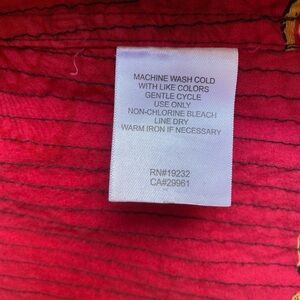 MACHINE WASH COLD
WITH LIKE COLORS
GENTLE CYCLE
USE ONLY
NON-CHLORINE BLEACH
LINE DRY
WARM IRON IF NECESSARY
RN#19232
CA#29961